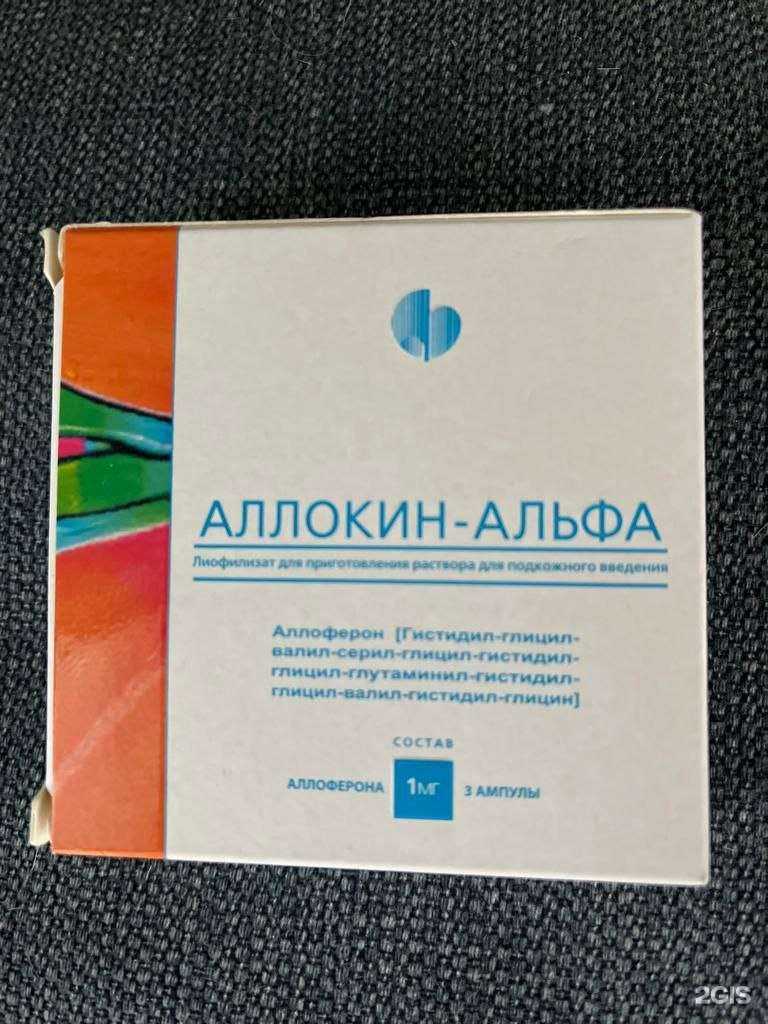 АЛЛОКИН-АЛЬФА
Лиофилизат для приготовления раствора для подкожного введения
Аллоферон [Гистидил-глицил-
валил-серил-глицил-гистидил-
глицил-глутаминил-гистидил-
глицил-валил-гистидил-глицин]
СОСТАВ
АЛЛОФЕРОНА 1МГ 3 АМПУЛЫ
2GIS